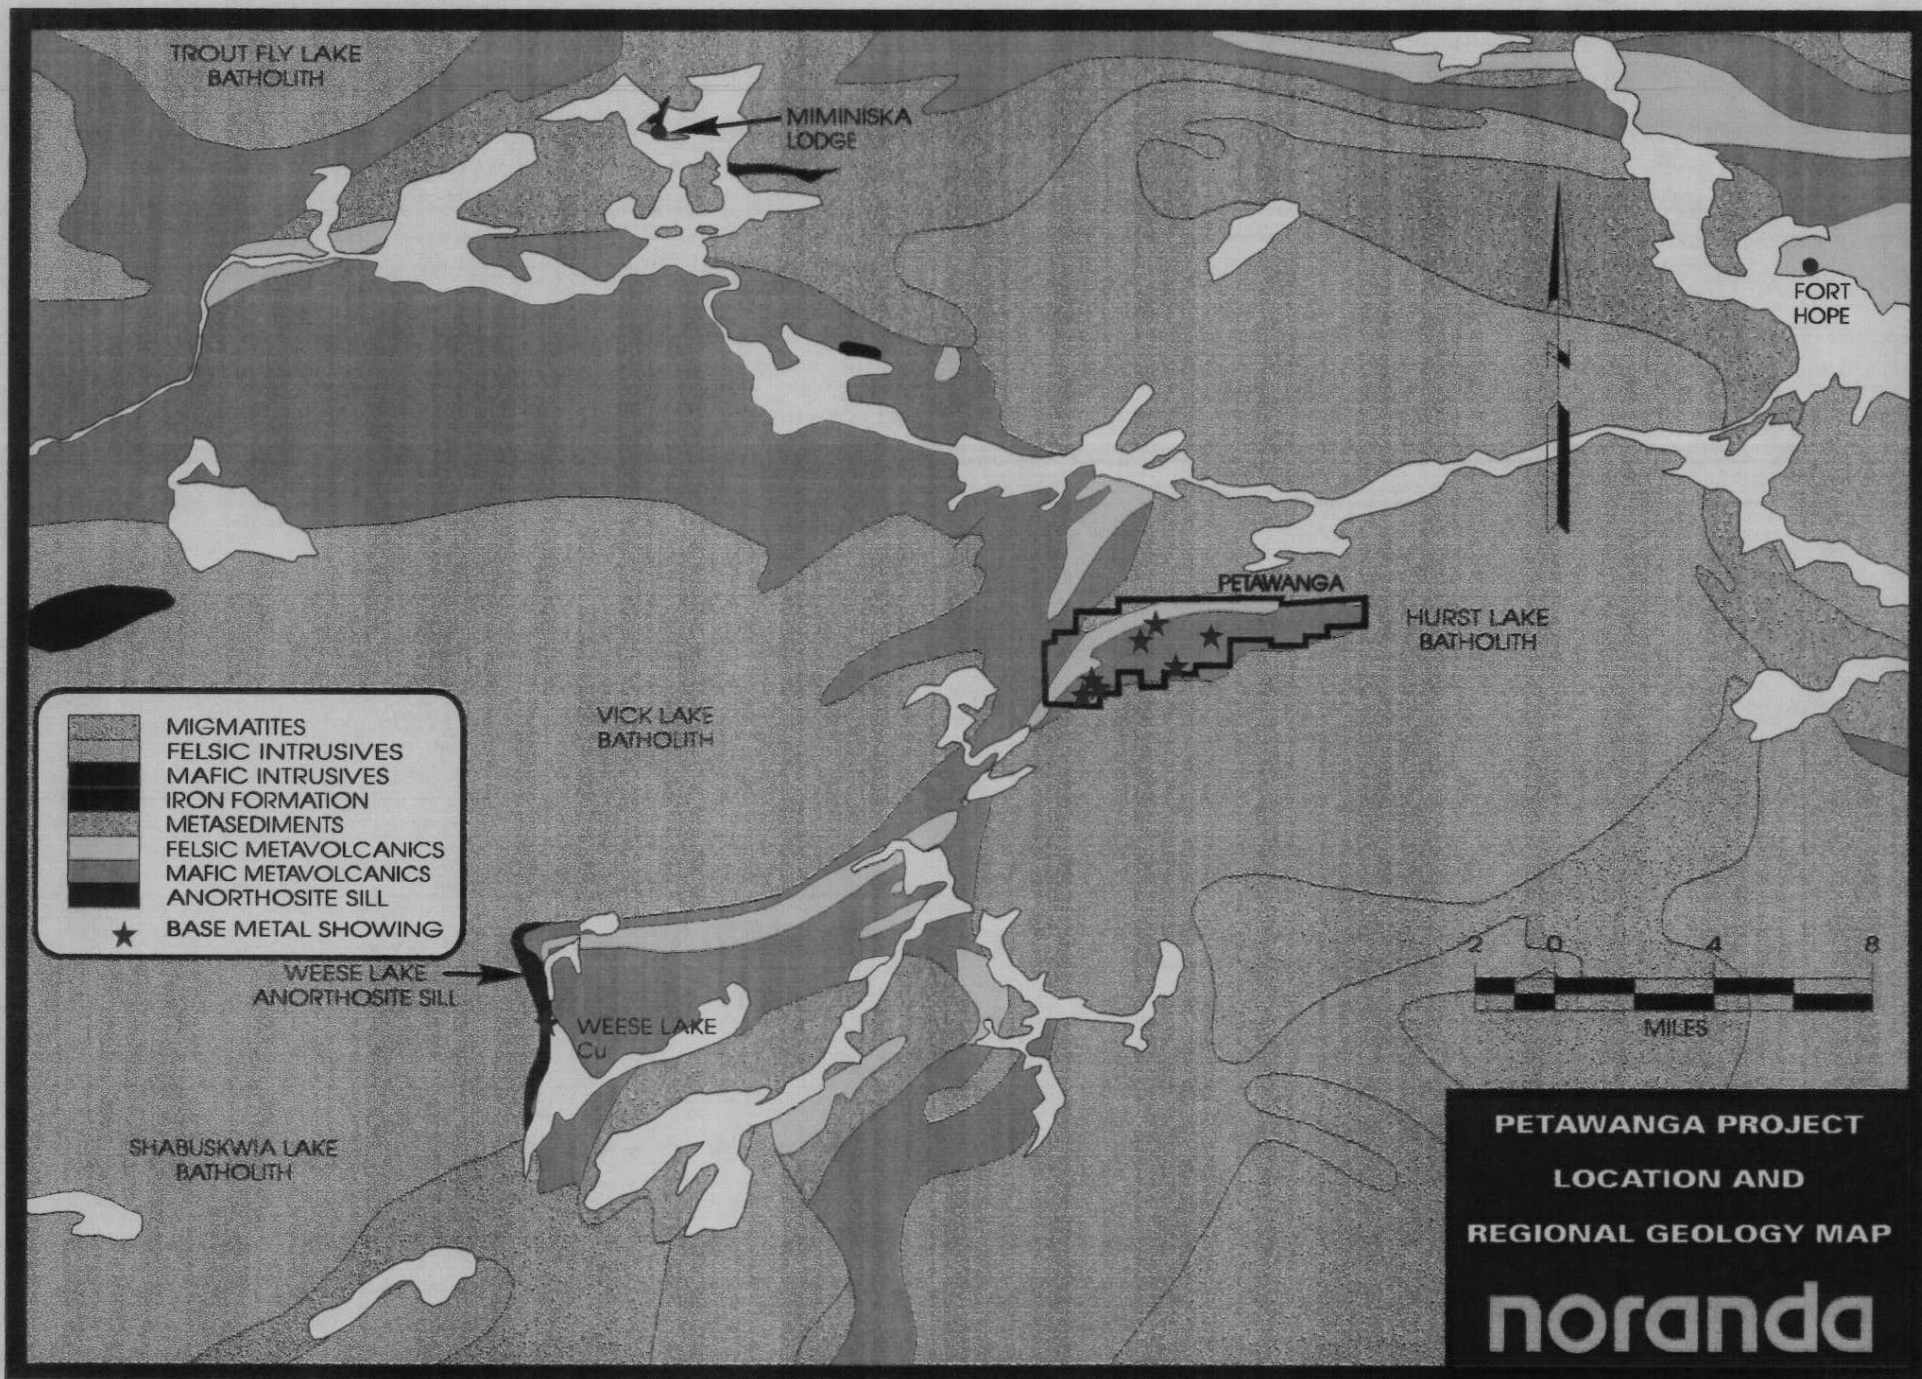 TROUT FLY LAKE
BATHOLITH
MIMINISKA
LODGE
FORT
HOPE
PETAWANGA
HURST LAKE
BATHOLITH
VICK LAKE
BATHOLITH
MIGMATITES
FELSIC INTRUSIVES
MAFIC INTRUSIVES
IRON FORMATION
METASEDIMENTS
FELSIC METAVOLCANICS
MAFIC METAVOLCANICS
ANORTHOSITE SILL
BASE METAL SHOWING
WEESE LAKE
ANORTHOSITE SILL
WEESE LAKE
Cu
2 0 4 8
MILES
SHABUSKWIA LAKE
BATHOLITH
PETAWANGA PROJECT
LOCATION AND
REGIONAL GEOLOGY MAP
noranda